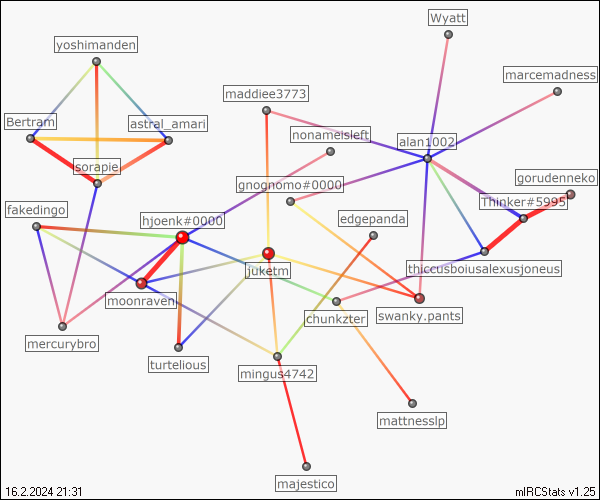 Wyatt
yoshimanden
marcemadness
maddiee3773
Bertram
astral_amari
nonameisleft
alan1002
sorapie
gnognomo#0000
gorudenneko
Thinker#5995
fakedingo
hjoenk#0000
edgepanda
juketm
thiccusboiusalexusjoneus
moonraven
chunkzter
swanky.pants
mercurybro
turtelious
mingus4742
mattnesslp
majestico
16.2.2024 21:31
mIRCStats v1.25